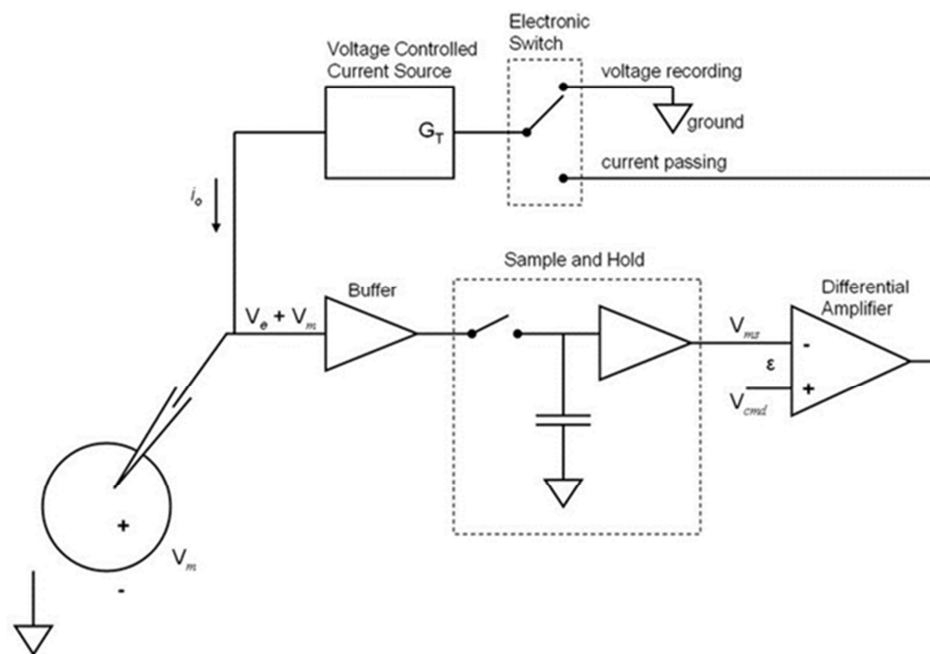 Electronic
Switch
Voltage Controlled
Current Source
voltage recording
G_T
ground
current passing
i_o
Sample and Hold
Buffer
Differential
Amplifier
V_e + V_m
V_ms
-
ε
+
V_cmd
+
V_m
-